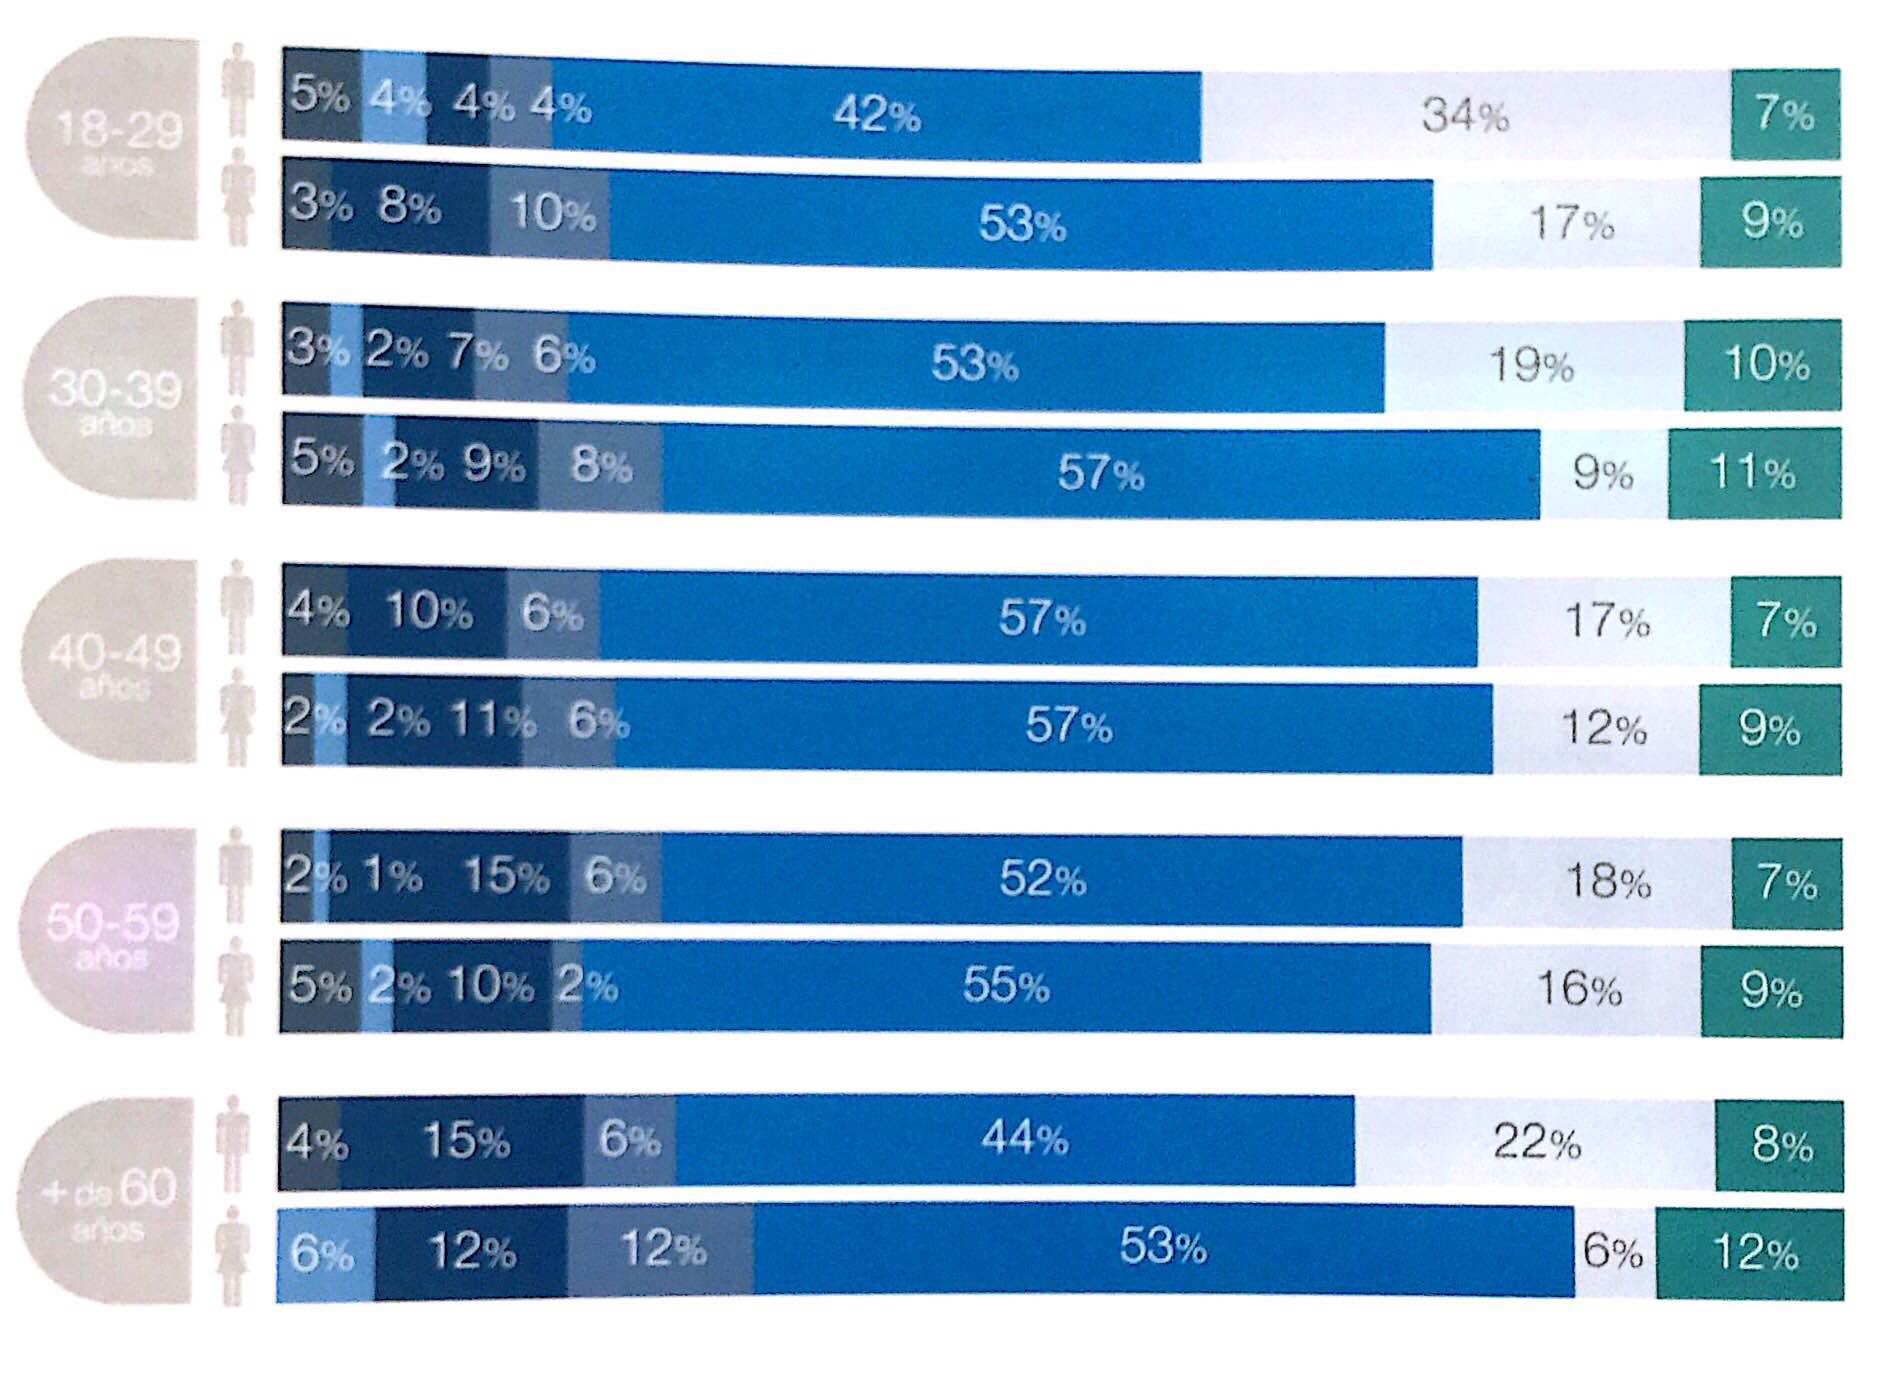 18-29
años
5% 4% 4% 4% 42% 34% 7%
3% 8% 10% 53% 17% 9%
30-39
años
3% 2% 7% 6% 53% 19% 10%
5% 2% 9% 8% 57% 9% 11%
40-49
años
4% 10% 6% 57% 17% 7%
2% 2% 11% 6% 57% 12% 9%
50-59
años
2% 1% 15% 6% 52% 18% 7%
5% 2% 10% 2% 55% 16% 9%
+ de 60
años
4% 15% 6% 44% 22% 8%
6% 12% 12% 53% 6% 12%